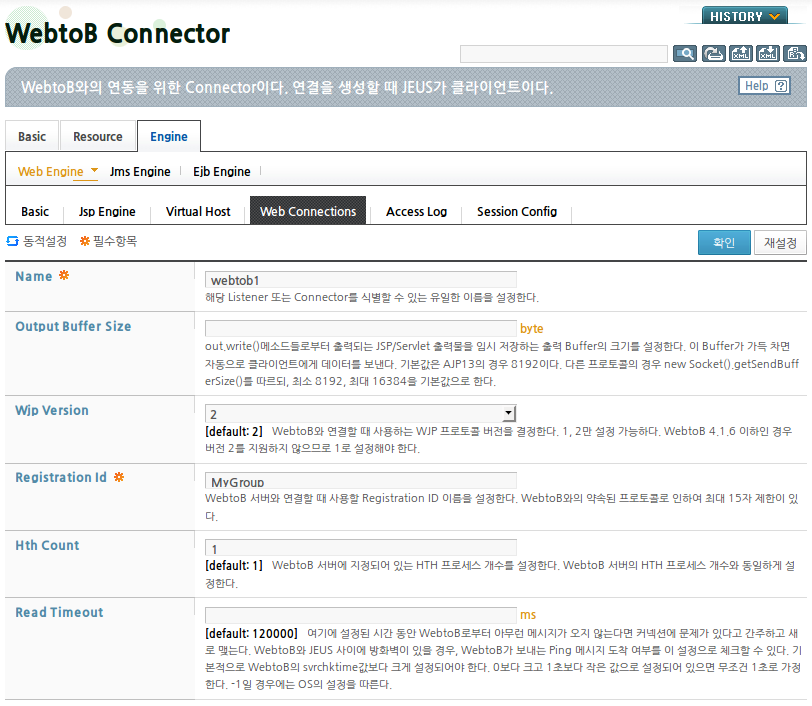 HISTORY
WebtoB Connector
WebtoB와의 연동을 위한 Connector이다. 연결을 생성할 때 JEUS가 클라이언트이다.
Help ?
Basic Resource Engine
Web Engine Jms Engine Ejb Engine
Basic Jsp Engine Virtual Host Web Connections Access Log Session Config
동적설정 필수항목 확인 재설정
Name webtob1
해당 Listener 또는 Connector를 식별할 수 있는 유일한 이름을 설정한다.
Output Buffer Size byte
out.write()메소드들로부터 출력되는 JSP/Servlet 출력물을 임시 저장하는 출력 Buffer의 크기를 설정한다. 이 Buffer가 가득 차면
자동으로 클라이언트에게 데이터를 보낸다. 기본값은 AJP13의 경우 8192이다. 다른 프로토콜의 경우 new Socket().getSendBuff
erSize()를 따르되, 최소 8192, 최대 16384을 기본값으로 한다.
Wjp Version 2
[default: 2] WebtoB와 연결할 때 사용하는 WJP 프로토콜 버전을 결정한다. 1, 2만 설정 가능하다. WebtoB 4.1.6 이하인 경우
버전 2를 지원하지 않으므로 1로 설정해야 한다.
Registration Id MyGroup
WebtoB 서버와 연결할 때 사용할 Registration ID 이름을 설정한다. WebtoB와의 약속된 프로토콜로 인하여 최대 15자 제한이 있
다.
Hth Count 1
[default: 1] WebtoB 서버에 지정되어 있는 HTH 프로세스 개수를 설정한다. WebtoB 서버의 HTH 프로세스 개수와 동일하게 설
정한다.
Read Timeout ms
[default: 120000] 여기에 설정된 시간 동안 WebtoB로부터 아무런 메시지가 오지 않는다면 커넥션에 문제가 있다고 간주하고 새
로 맺는다. WebtoB와 JEUS 사이에 방화벽이 있을 경우, WebtoB가 보내는 Ping 메시지 도착 여부를 이 설정으로 체크할 수 있다. 기
본적으로 WebtoB의 svrchktime값보다 크게 설정되어야 한다. 0보다 크고 1초보다 작은 값으로 설정되어 있으면 무조건 1초로 가정
한다. -1일 경우에는 OS의 설정을 따른다.